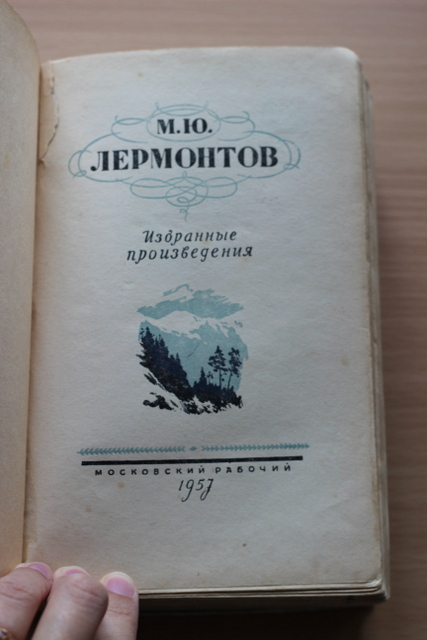 М.Ю.
ЛЕРМОНТОВ
Избранные
произведения
МОСКОВСКИЙ РАБОЧИЙ
1957